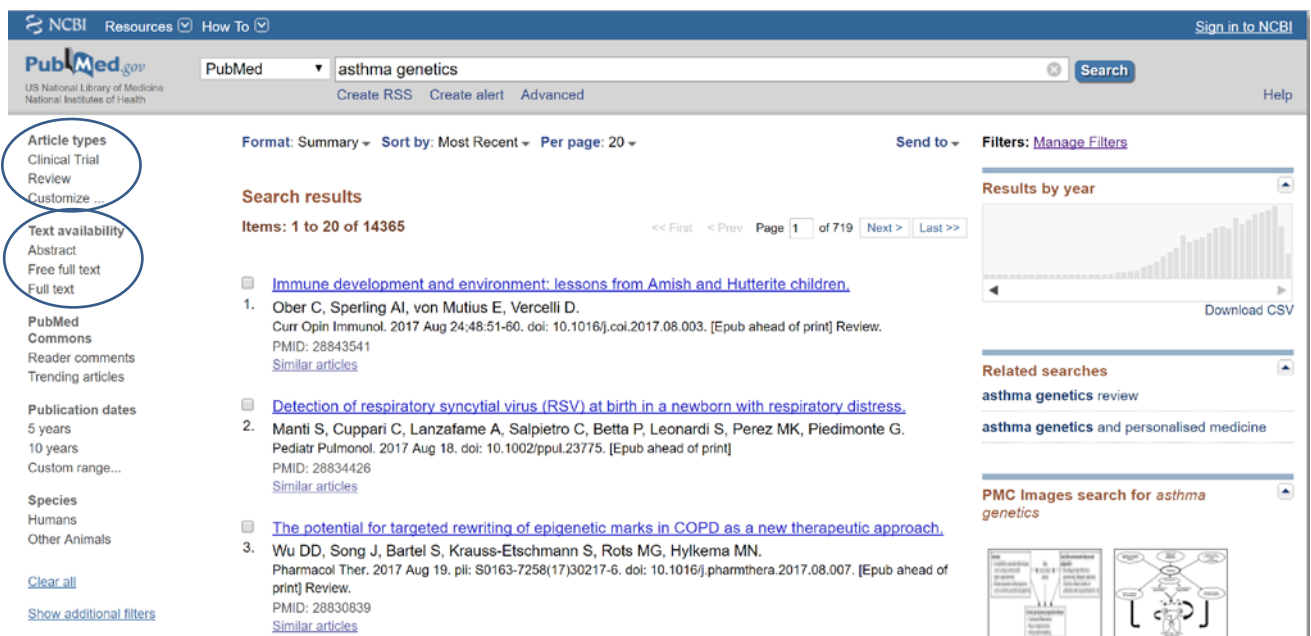 NCBI Resources How To Sign in to NCBI
PubMed.gov
US National Library of Medicine
National Institutes of Health
PubMed asthma genetics Search
Create RSS Create alert Advanced
Help
Article types
Clinical Trial
Review
Customize ...
Text availability
Abstract
Free full text
Full text
PubMed
Commons
Reader comments
Trending articles
Publication dates
5 years
10 years
Custom range...
Species
Humans
Other Animals
Clear all
Show additional filters
Format: Summary Sort by: Most Recent Per page: 20 Send to
Search results
Items: 1 to 20 of 14365
<< First < Prev Page 1 of 719 Next > Last >>
Immune development and environment: lessons from Amish and Hutterite children.
1. Ober C, Sperling AI, von Mutius E, Vercelli D.
Curr Opin Immunol. 2017 Aug 24;48:51-60. doi: 10.1016/j.coi.2017.08.003. [Epub ahead of print] Review.
PMID: 28843541
Similar articles
Detection of respiratory syncytial virus (RSV) at birth in a newborn with respiratory distress.
2. Manti S, Cuppari C, Lanzafame A, Salpietro C, Betta P, Leonardi S, Perez MK, Piedimonte G.
Pediatr Pulmonol. 2017 Aug 18. doi: 10.1002/ppul.23775. [Epub ahead of print]
PMID: 28834426
Similar articles
The potential for targeted rewriting of epigenetic marks in COPD as a new therapeutic approach.
3. Wu DD, Song J, Bartel S, Krauss-Etschmann S, Rots MG, Hylkema MN.
Pharmacol Ther. 2017 Aug 19. pii: S0163-7258(17)30217-6. doi: 10.1016/j.pharmthera.2017.08.007. [Epub ahead of
print] Review.
PMID: 28830839
Similar articles
Filters: Manage Filters
Results by year
Download CSV
Related searches
asthma genetics review
asthma genetics and personalised medicine
PMC Images search for asthma
genetics